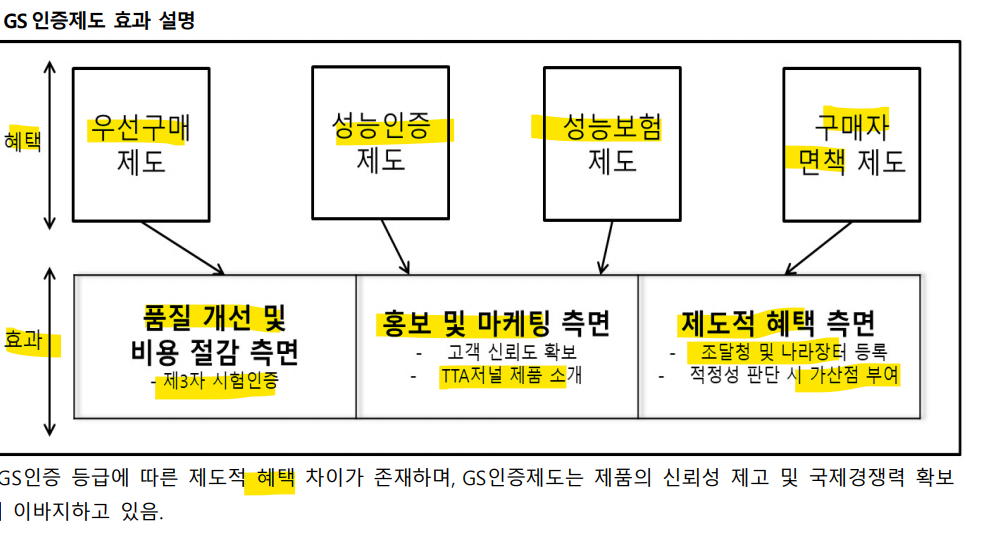 GS 인증제도 효과 설명
혜택
우선구매
제도
성능인증
제도
성능보험
제도
구매자
면책 제도
효과
품질 개선 및
비용 절감 측면
- 제3자 시험인증
홍보 및 마케팅 측면
- 고객 신뢰도 확보
- TTA저널 제품 소개
제도적 혜택 측면
- 조달청 및 나라장터 등록
- 적정성 판단 시 가산점 부여
GS인증 등급에 따른 제도적 혜택 차이가 존재하며, GS인증제도는 제품의 신뢰성 제고 및 국제경쟁력 확보
이바지하고 있음.